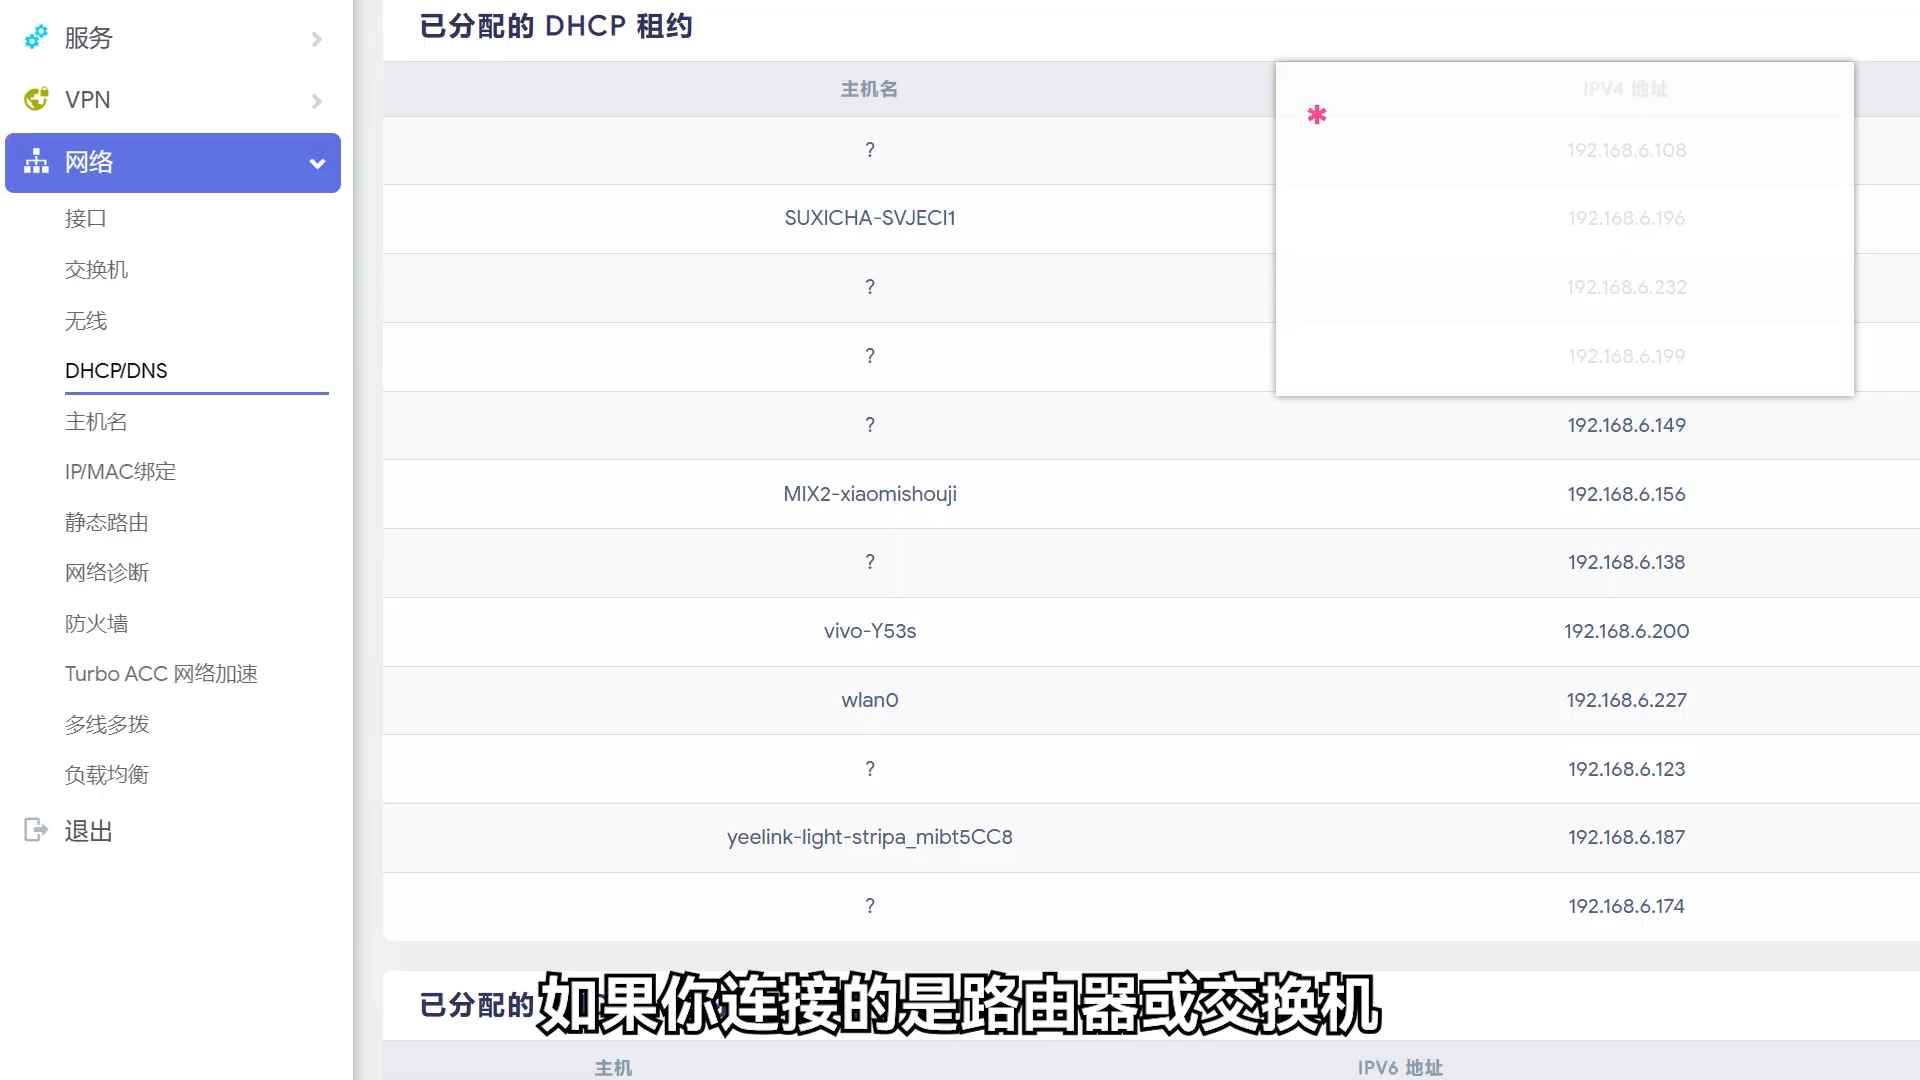 服务
VPN
网络
接口
交换机
无线
DHCP/DNS
主机名
IP/MAC绑定
静态路由
网络诊断
防火墙
Turbo ACC 网络加速
多线多拨
负载均衡
退出
已分配的 DHCP 租约
主机名 IPV4 地址
*
? 192.168.6.108
SUXICHA-SVJECI1 192.168.6.196
? 192.168.6.232
? 192.168.6.199
? 192.168.6.149
MIX2-xiaomishouji 192.168.6.156
? 192.168.6.138
vivo-Y53s 192.168.6.200
wlan0 192.168.6.227
? 192.168.6.123
yeelink-light-stripa_mibt5CC8 192.168.6.187
? 192.168.6.174
已分配的
如果你连接的是路由器或交换机
主机 IPV6 地址